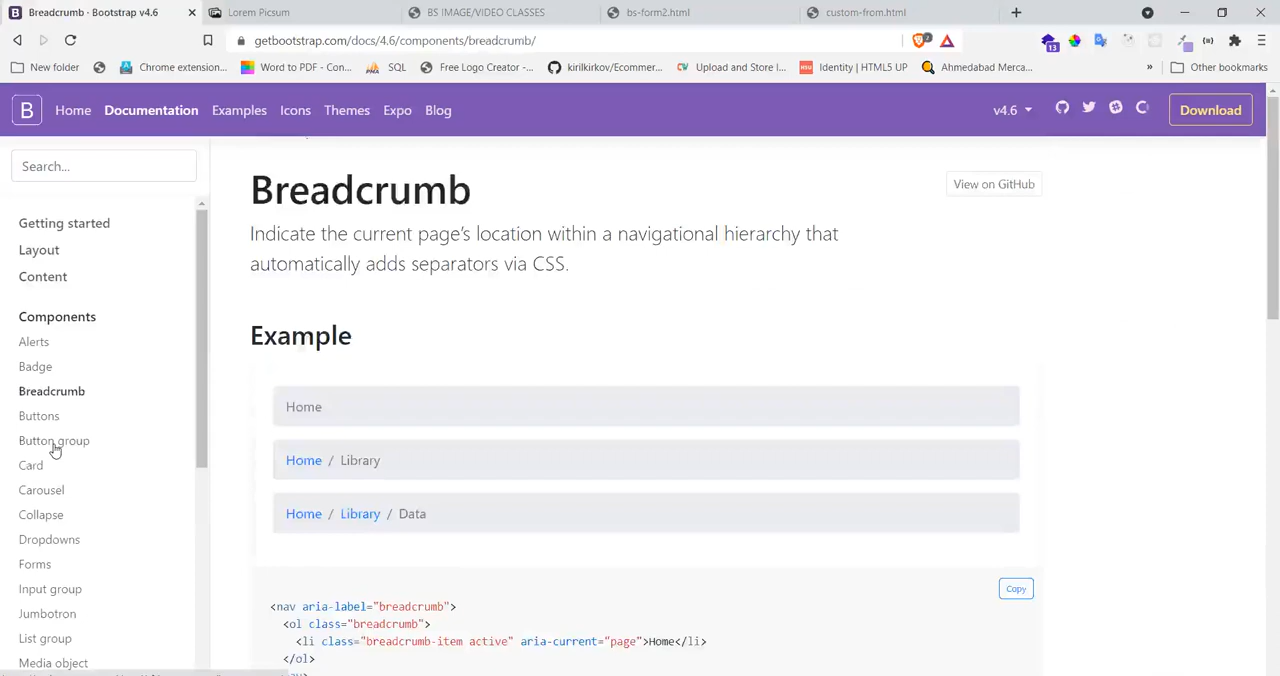 Breadcrumb · Bootstrap v4.6
Lorem Picsum
BS IMAGE/VIDEO CLASSES
bs-form2.html
custom-from.html
getbootstrap.com/docs/4.6/components/breadcrumb/
2
13
New folder
Chrome extension...
Word to PDF - Con...
SQL
Free Logo Creator -...
kirilkirkov/Ecommer...
Upload and Store I...
Identity | HTML5 UP
Ahmedabad Merca...
»
Other bookmarks
B
Home
Documentation
Examples
Icons
Themes
Expo
Blog
v4.6
Download
Search...
Getting started
Layout
Content
Components
Alerts
Badge
Breadcrumb
Buttons
Button group
Card
Carousel
Collapse
Dropdowns
Forms
Input group
Jumbotron
List group
Media object
Breadcrumb
View on GitHub
Indicate the current page's location within a navigational hierarchy that
automatically adds separators via CSS.
Example
Home
Home / Library
Home / Library / Data
Copy
<nav aria-label="breadcrumb">
<ol class="breadcrumb">
<li class="breadcrumb-item active" aria-current="page">Home</li>
</ol>